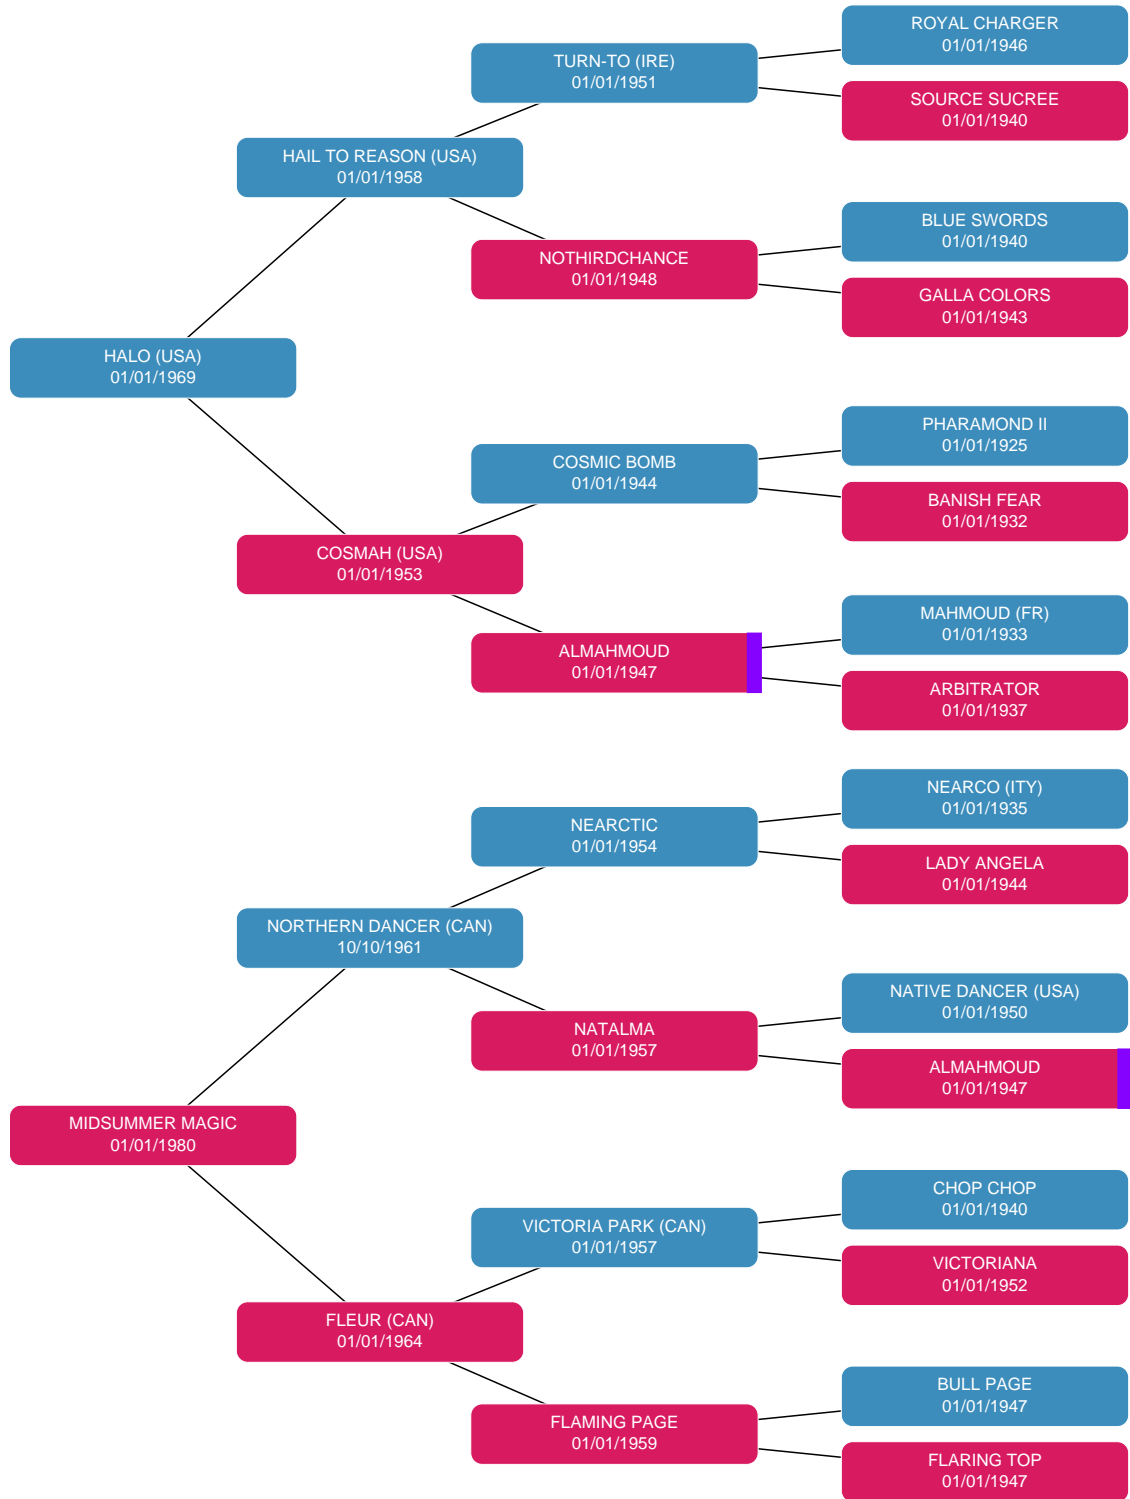 ROYAL CHARGER
01/01/1946
TURN-TO (IRE)
01/01/1951
SOURCE SUCREE
01/01/1940
HAIL TO REASON (USA)
01/01/1958
BLUE SWORDS
01/01/1940
NOTHIRDCHANCE
01/01/1948
GALLA COLORS
01/01/1943
HALO (USA)
01/01/1969
PHARAMOND II
01/01/1925
COSMIC BOMB
01/01/1944
BANISH FEAR
01/01/1932
COSMAH (USA)
01/01/1953
MAHMOUD (FR)
01/01/1933
ALMAHMOUD
01/01/1947
ARBITRATOR
01/01/1937
NEARCO (ITY)
01/01/1935
NEARCTIC
01/01/1954
LADY ANGELA
01/01/1944
NORTHERN DANCER (CAN)
10/10/1961
NATIVE DANCER (USA)
01/01/1950
NATALMA
01/01/1957
ALMAHMOUD
01/01/1947
MIDSUMMER MAGIC
01/01/1980
CHOP CHOP
01/01/1940
VICTORIA PARK (CAN)
01/01/1957
VICTORIANA
01/01/1952
FLEUR (CAN)
01/01/1964
BULL PAGE
01/01/1947
FLAMING PAGE
01/01/1959
FLARING TOP
01/01/1947